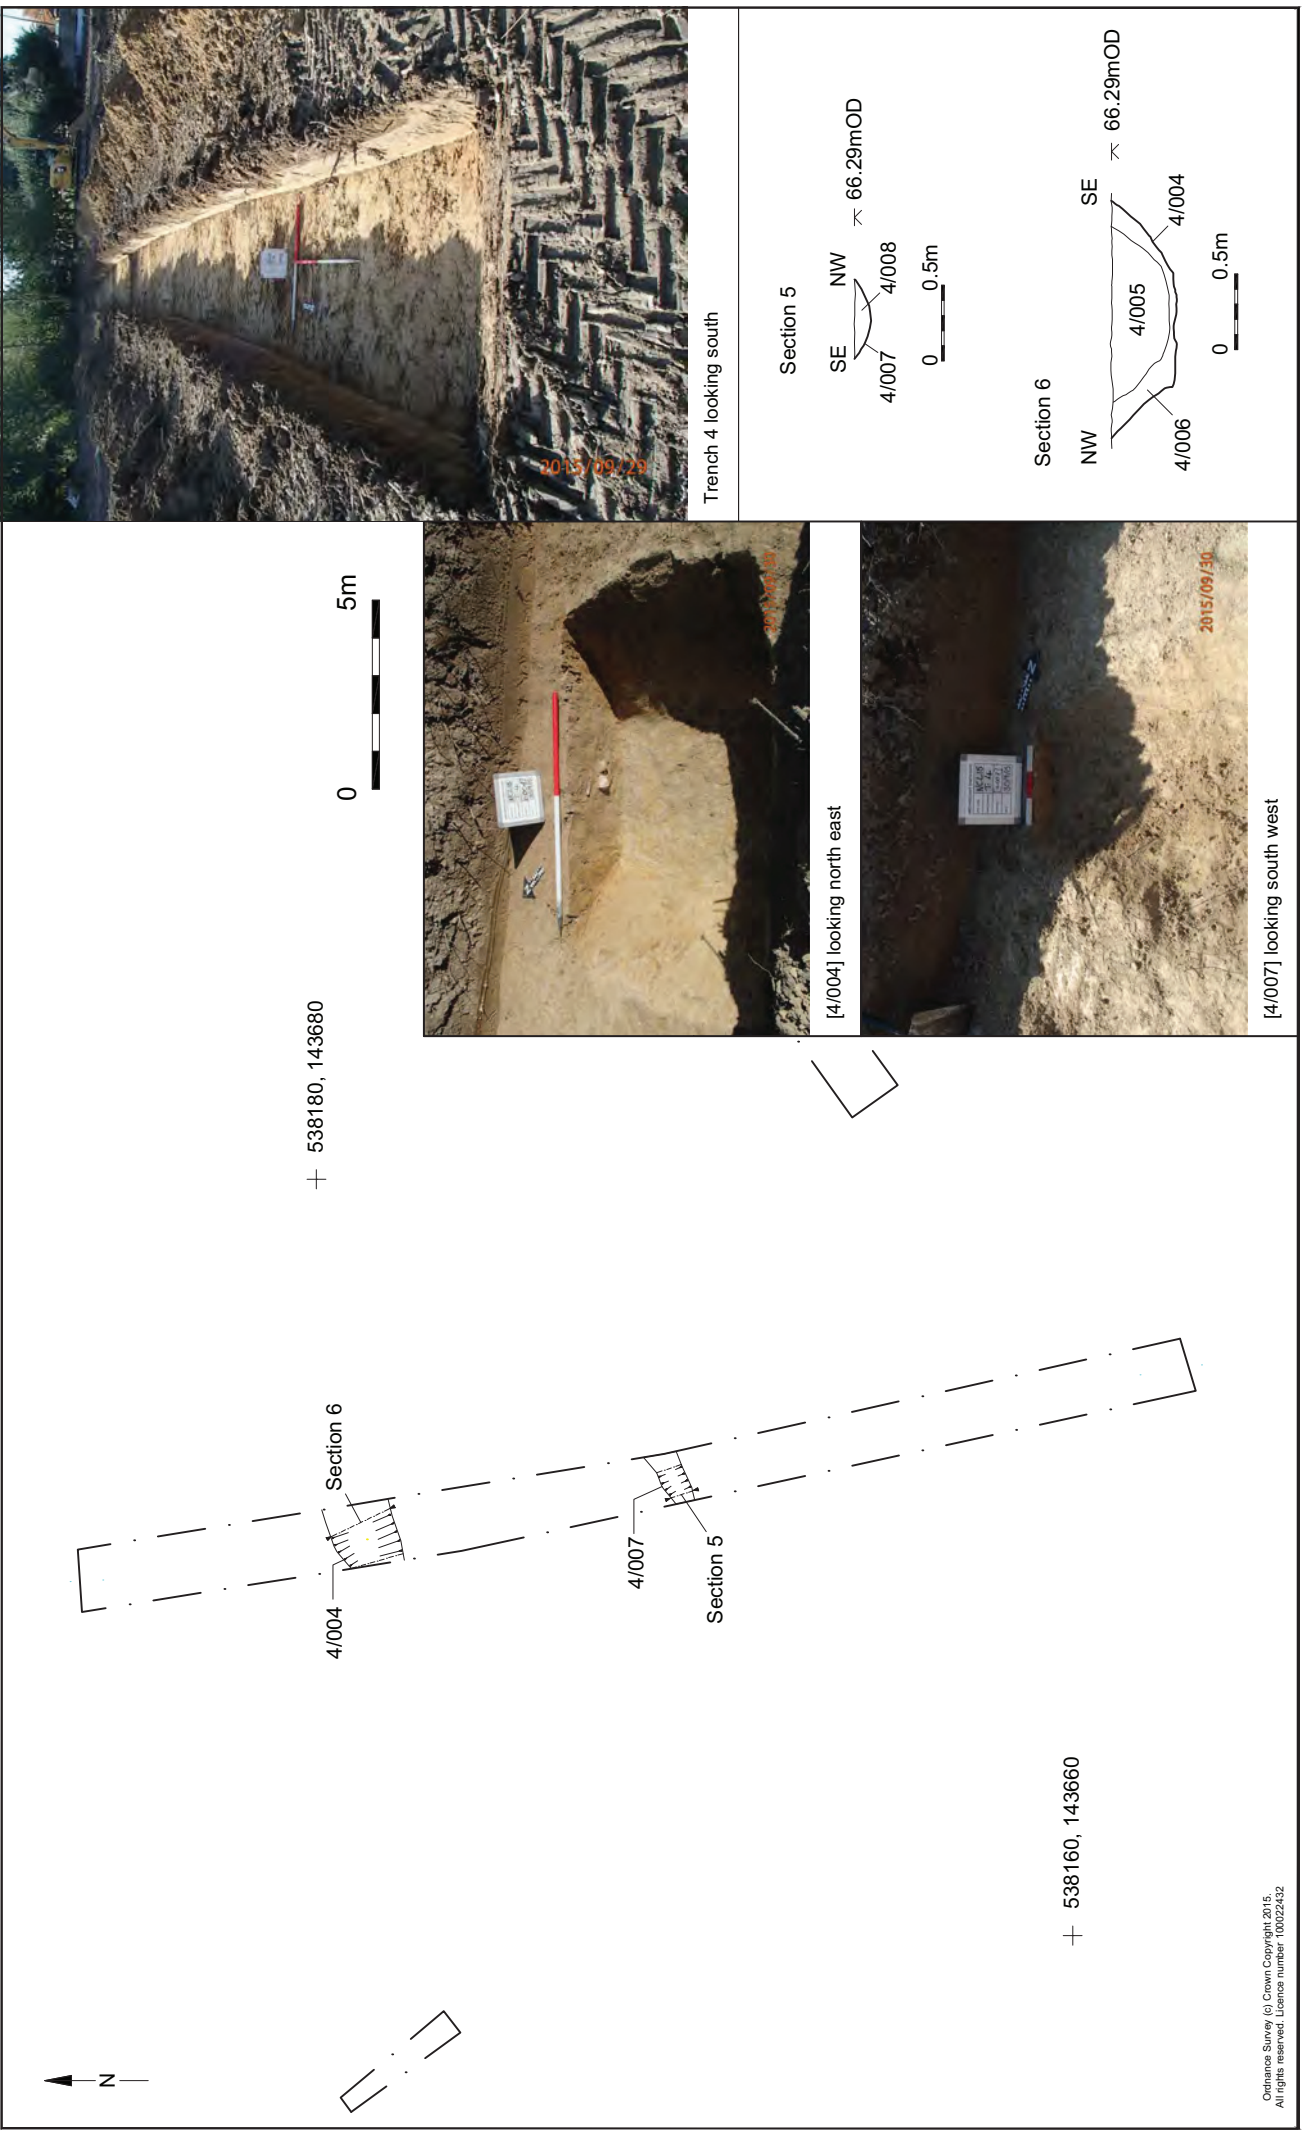 N
538180, 143680
0 5m
4/004
Section 6
4/007
Section 5
538160, 143660
Ordnance Survey (c) Crown Copyright 2015.
All rights reserved. Licence number 100022432
2015/09/29
Trench 4 looking south
[4/004] looking north east
2015/09/30
[4/007] looking south west
Section 5
SE NW
66.29mOD
4/007 4/008
0 0.5m
Section 6
NW SE
66.29mOD
4/005
4/006 4/004
0 0.5m